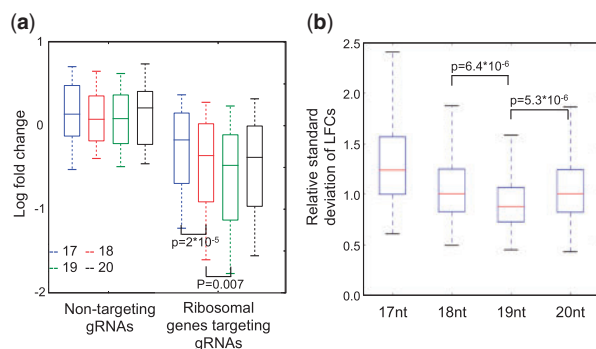 (a)
Log fold change
1
0
-1
-2
17
18
19
20
p=2*10-5
P=0.007
Non-targeting
gRNAs
Ribosomal
genes targeting
gRNAs
(b)
Relative standard
deviation of LFCs
2.5
2.0
1.5
1.0
0.5
0.0
p=6.4*10-6
p=5.3*10-6
17nt 18nt 19nt 20nt